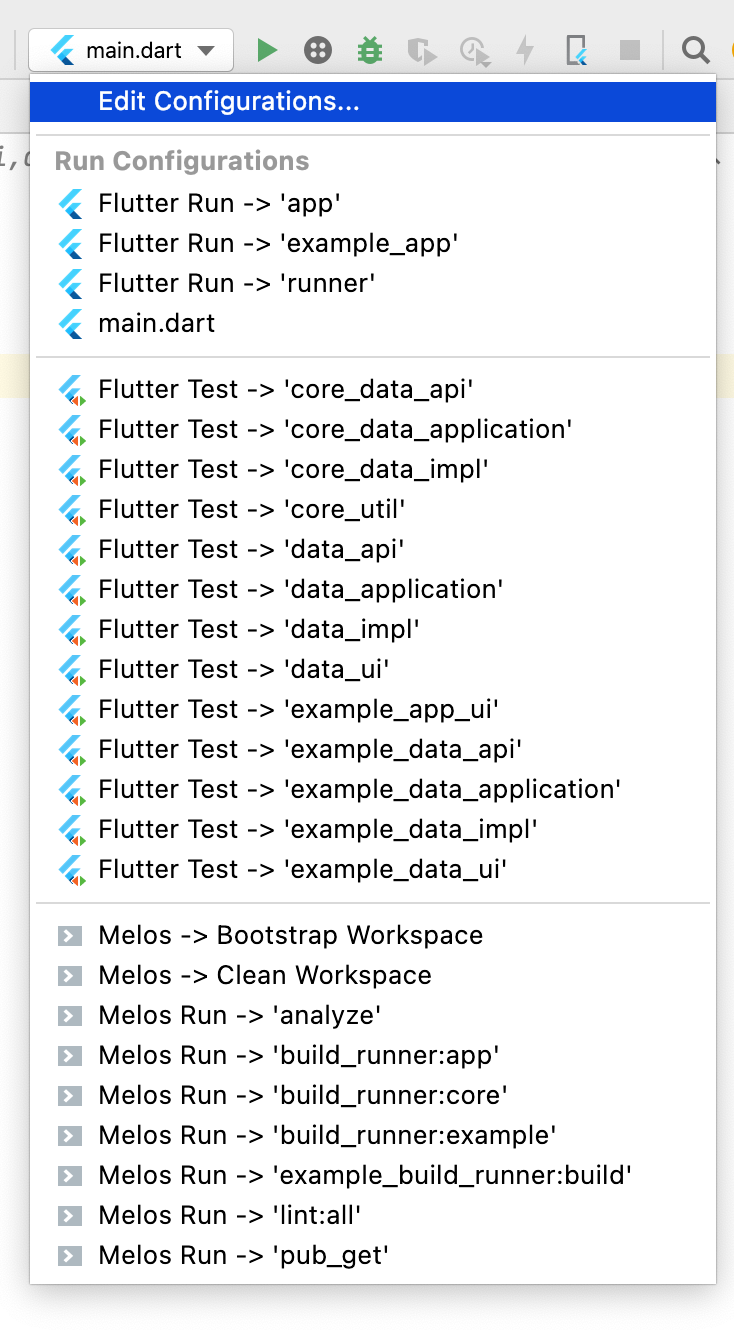 main.dart
Edit Configurations...
Run Configurations
Flutter Run -> 'app'
Flutter Run -> 'example_app'
Flutter Run -> 'runner'
main.dart
Flutter Test -> 'core_data_api'
Flutter Test -> 'core_data_application'
Flutter Test -> 'core_data_impl'
Flutter Test -> 'core_util'
Flutter Test -> 'data_api'
Flutter Test -> 'data_application'
Flutter Test -> 'data_impl'
Flutter Test -> 'data_ui'
Flutter Test -> 'example_app_ui'
Flutter Test -> 'example_data_api'
Flutter Test -> 'example_data_application'
Flutter Test -> 'example_data_impl'
Flutter Test -> 'example_data_ui'
Melos -> Bootstrap Workspace
Melos -> Clean Workspace
Melos Run -> 'analyze'
Melos Run -> 'build_runner:app'
Melos Run -> 'build_runner:core'
Melos Run -> 'build_runner:example'
Melos Run -> 'example_build_runner:build'
Melos Run -> 'lint:all'
Melos Run -> 'pub_get'